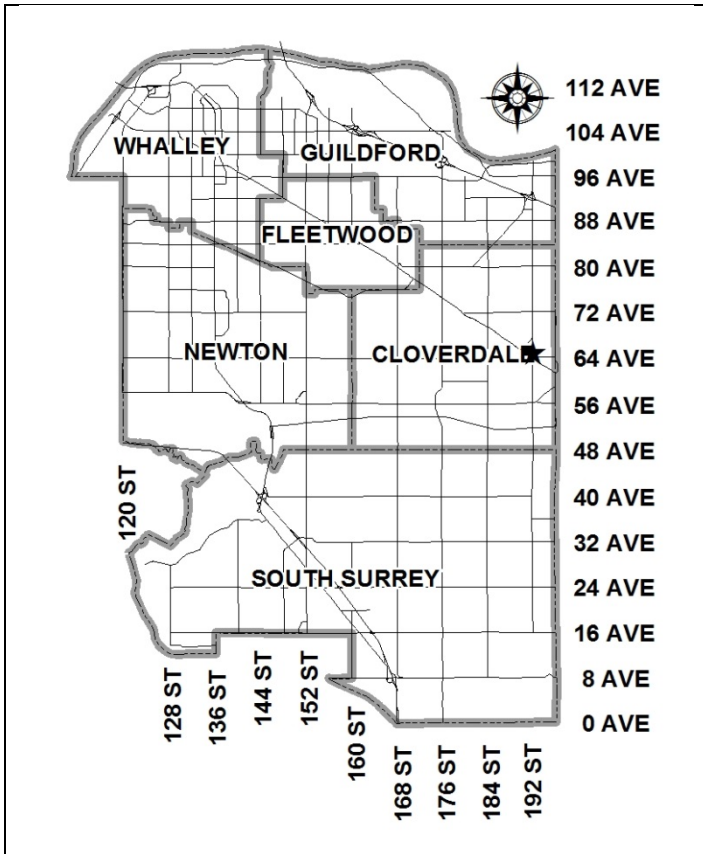 112 AVE
104 AVE
WHALLEY
GUILDFORD
96 AVE
88 AVE
FLEETWOOD
80 AVE
72 AVE
NEWTON
CLOVERDALE
64 AVE
56 AVE
48 AVE
40 AVE
120 ST
32 AVE
SOUTH SURREY
24 AVE
16 AVE
8 AVE
0 AVE
128 ST
136 ST
144 ST
152 ST
160 ST
168 ST
176 ST
184 ST
192 ST